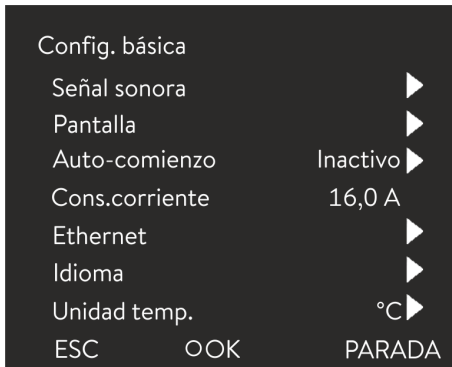 Config. básica
Señal sonora
Pantalla
Auto-comienzo Inactivo
Cons.corriente 16,0 A
Ethernet
Idioma
Unidad temp. °C
ESC OOK PARADA